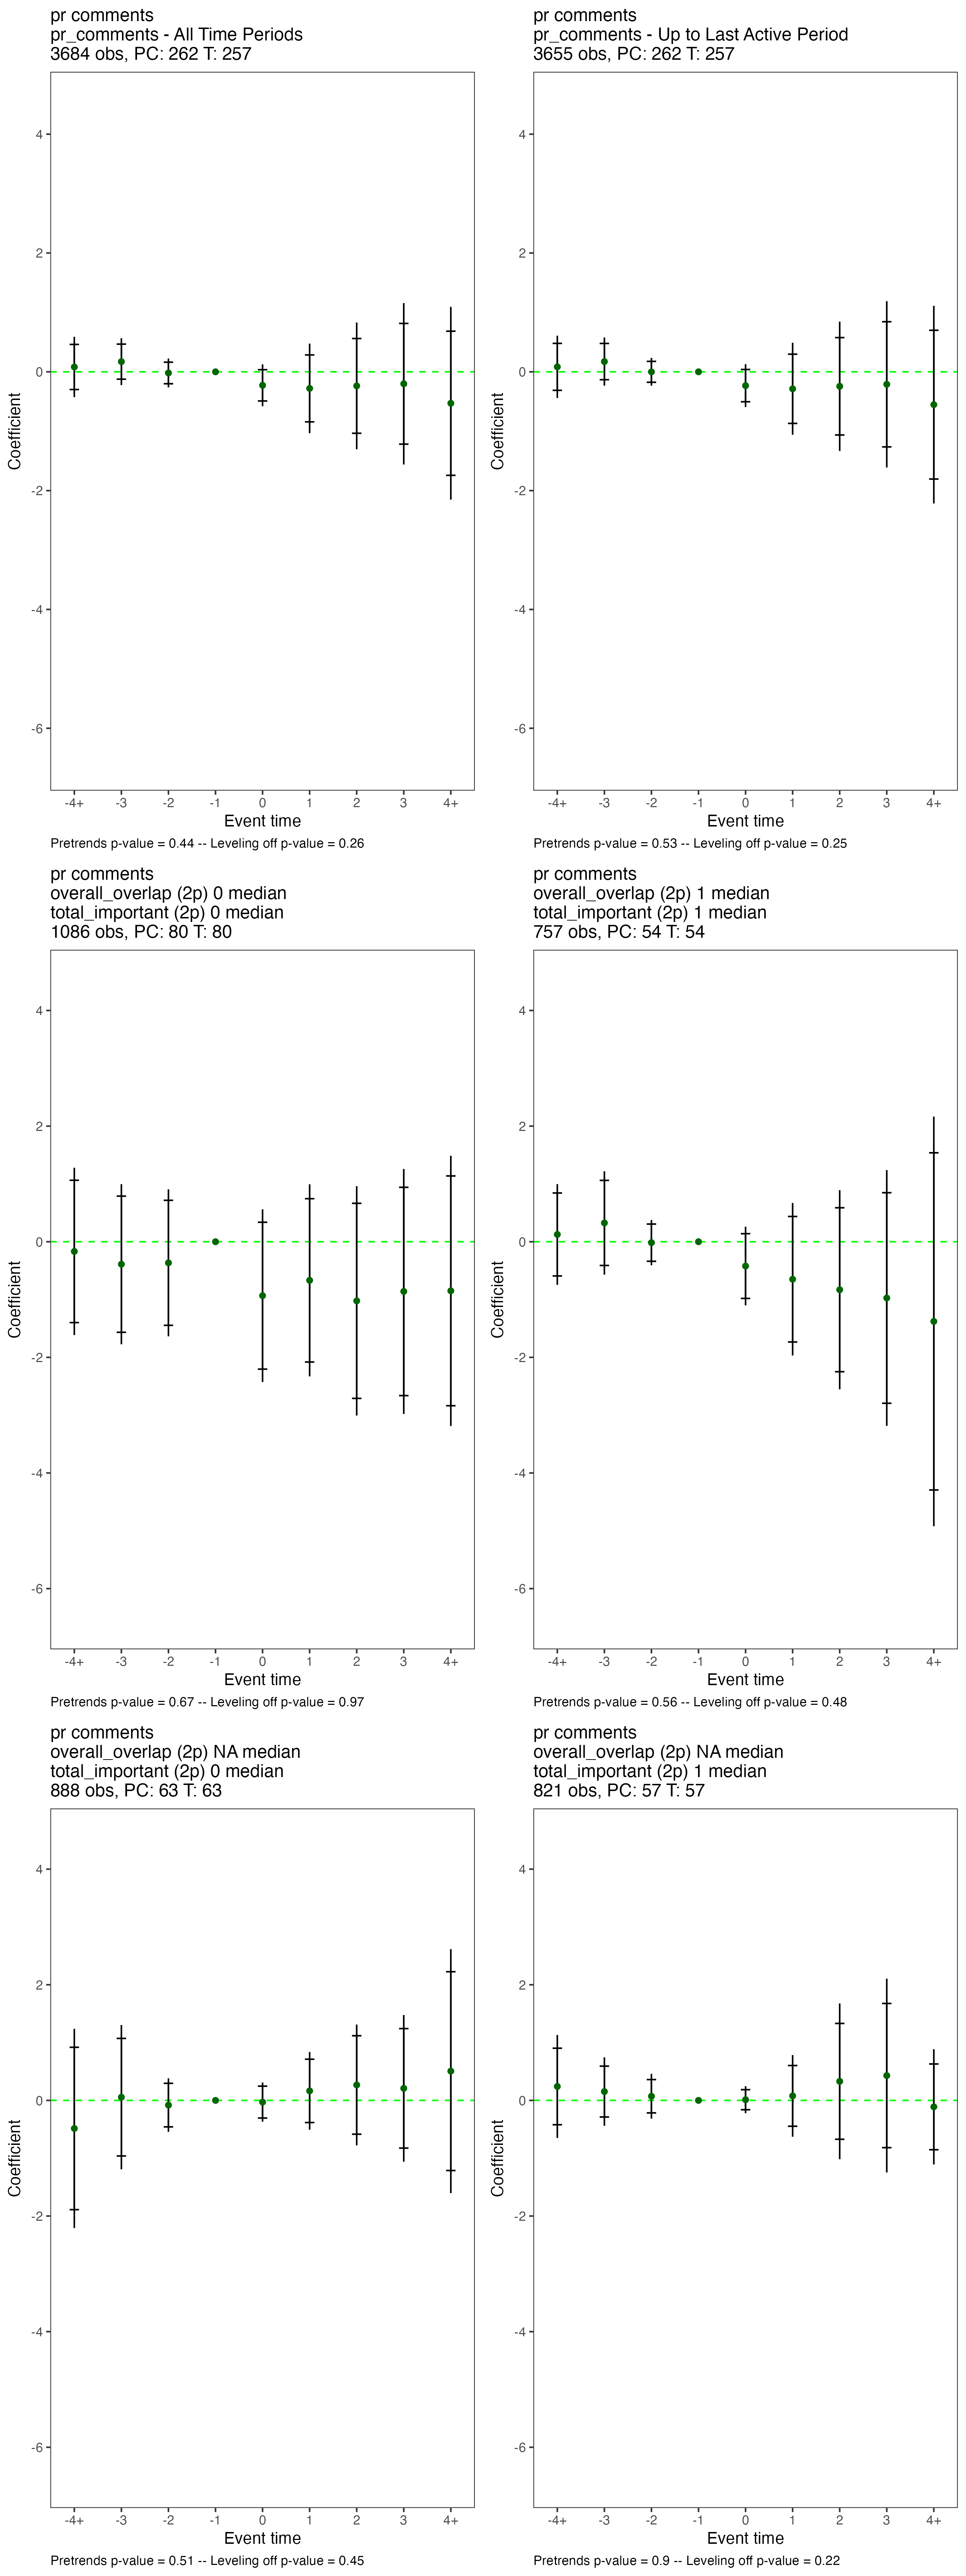 pr comments
pr_comments - All Time Periods
3684 obs, PC: 262 T: 257
Coefficient
4
2
0
-2
-4
-6
-4+ -3 -2 -1 0 1 2 3 4+
Event time
Pretrends p-value = 0.44 -- Leveling off p-value = 0.26
pr comments
pr_comments - Up to Last Active Period
3655 obs, PC: 262 T: 257
Coefficient
4
2
0
-2
-4
-6
-4+ -3 -2 -1 0 1 2 3 4+
Event time
Pretrends p-value = 0.53 -- Leveling off p-value = 0.25
pr comments
overall_overlap (2p) 0 median
total_important (2p) 0 median
1086 obs, PC: 80 T: 80
Coefficient
4
2
0
-2
-4
-6
-4+ -3 -2 -1 0 1 2 3 4+
Event time
Pretrends p-value = 0.67 -- Leveling off p-value = 0.97
pr comments
overall_overlap (2p) 1 median
total_important (2p) 1 median
757 obs, PC: 54 T: 54
Coefficient
4
2
0
-2
-4
-6
-4+ -3 -2 -1 0 1 2 3 4+
Event time
Pretrends p-value = 0.56 -- Leveling off p-value = 0.48
pr comments
overall_overlap (2p) NA median
total_important (2p) 0 median
888 obs, PC: 63 T: 63
Coefficient
4
2
0
-2
-4
-6
-4+ -3 -2 -1 0 1 2 3 4+
Event time
Pretrends p-value = 0.51 -- Leveling off p-value = 0.45
pr comments
overall_overlap (2p) NA median
total_important (2p) 1 median
821 obs, PC: 57 T: 57
Coefficient
4
2
0
-2
-4
-6
-4+ -3 -2 -1 0 1 2 3 4+
Event time
Pretrends p-value = 0.9 -- Leveling off p-value = 0.22